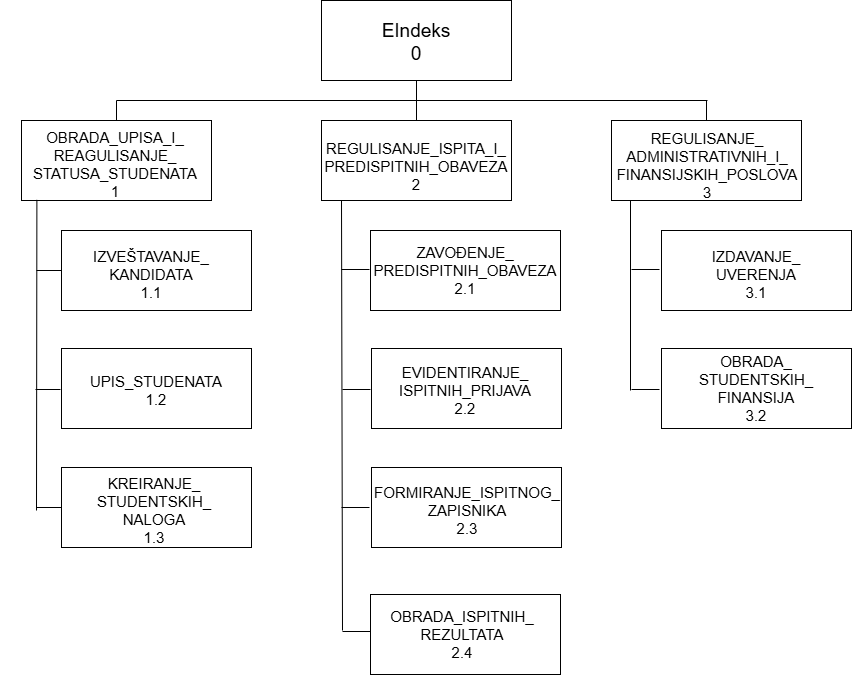 EIndeks
0
OBRADA_UPISA_I_
REAGULISANJE_
STATUSA_STUDENATA
1
IZVEŠTAVANJE_
KANDIDATA
1.1
UPIS_STUDENATA
1.2
KREIRANJE_
STUDENTSKIH_
NALOGA
1.3
REGULISANJE_ISPITA_I_
PREDISPITNIH_OBAVEZA
2
ZAVOĐENJE_
PREDISPITNIH_OBAVEZA
2.1
EVIDENTIRANJE_
ISPITNIH_PRIJAVA
2.2
FORMIRANJE_ISPITNOG_
ZAPISNIKA
2.3
OBRADA_ISPITNIH_
REZULTATA
2.4
REGULISANJE_
ADMINISTRATIVNIH_I_
FINANSIJSKIH_POSLOVA
3
IZDAVANJE_
UVERENJA
3.1
OBRADA_
STUDENTSKIH_
FINANSIJA
3.2